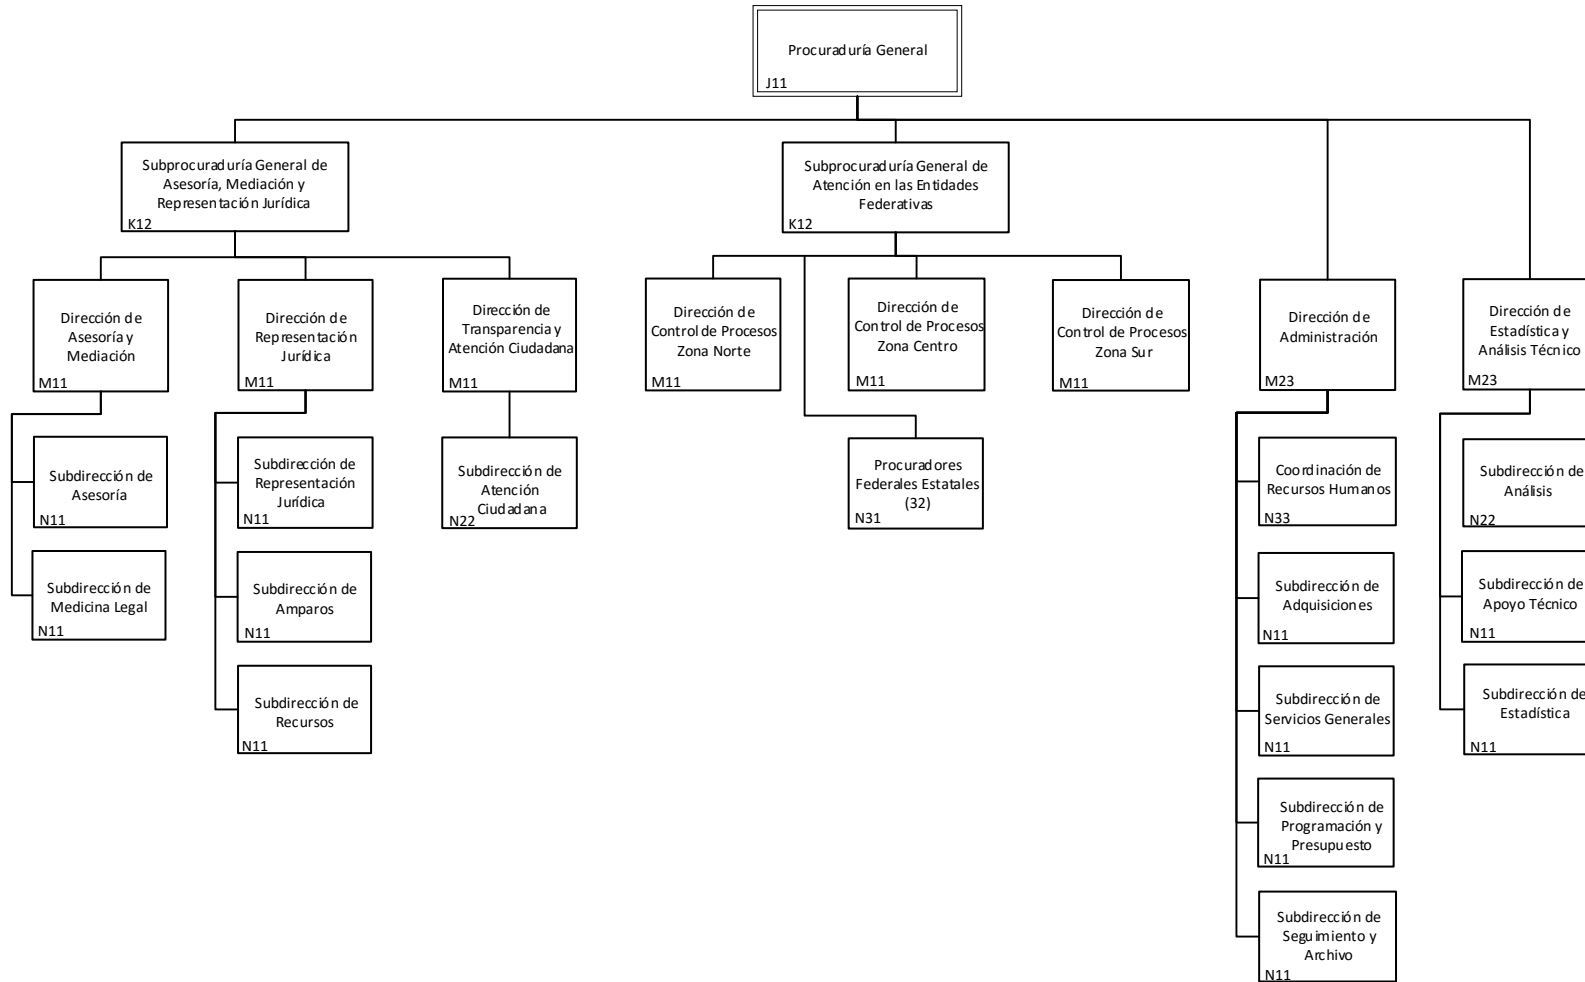 Procuraduría General
J11
Subprocuraduría General de
Asesoría, Mediación y
Representación Jurídica
K12
Subprocuraduría General de
Atención en las Entidades
Federativas
K12
Dirección de
Asesoría y
Mediación
M11
Dirección de
Representación
Jurídica
M11
Dirección de
Transparencia y
Atención Ciudadana
M11
Dirección de
Control de Procesos
Zona Norte
M11
Dirección de
Control de Procesos
Zona Centro
M11
Dirección de
Control de Procesos
Zona Sur
M11
Dirección de
Administración
M23
Dirección de
Estadística y
Análisis Técnico
M23
Subdirección de
Asesoría
N11
Subdirección de
Representación
Jurídica
N11
Subdirección de
Atención
Ciudadana
N22
Procuradores
Federales Estatales
(32)
N31
Coordinación de
Recursos Humanos
N33
Subdirección de
Análisis
N22
Subdirección de
Medicina Legal
N11
Subdirección de
Amparos
N11
Subdirección de
Adquisiciones
N11
Subdirección de
Apoyo Técnico
N11
Subdirección de
Recursos
N11
Subdirección de
Servicios Generales
N11
Subdirección de
Estadística
N11
Subdirección de
Programación y
Presupuesto
N11
Subdirección de
Seguimiento y
Archivo
N11